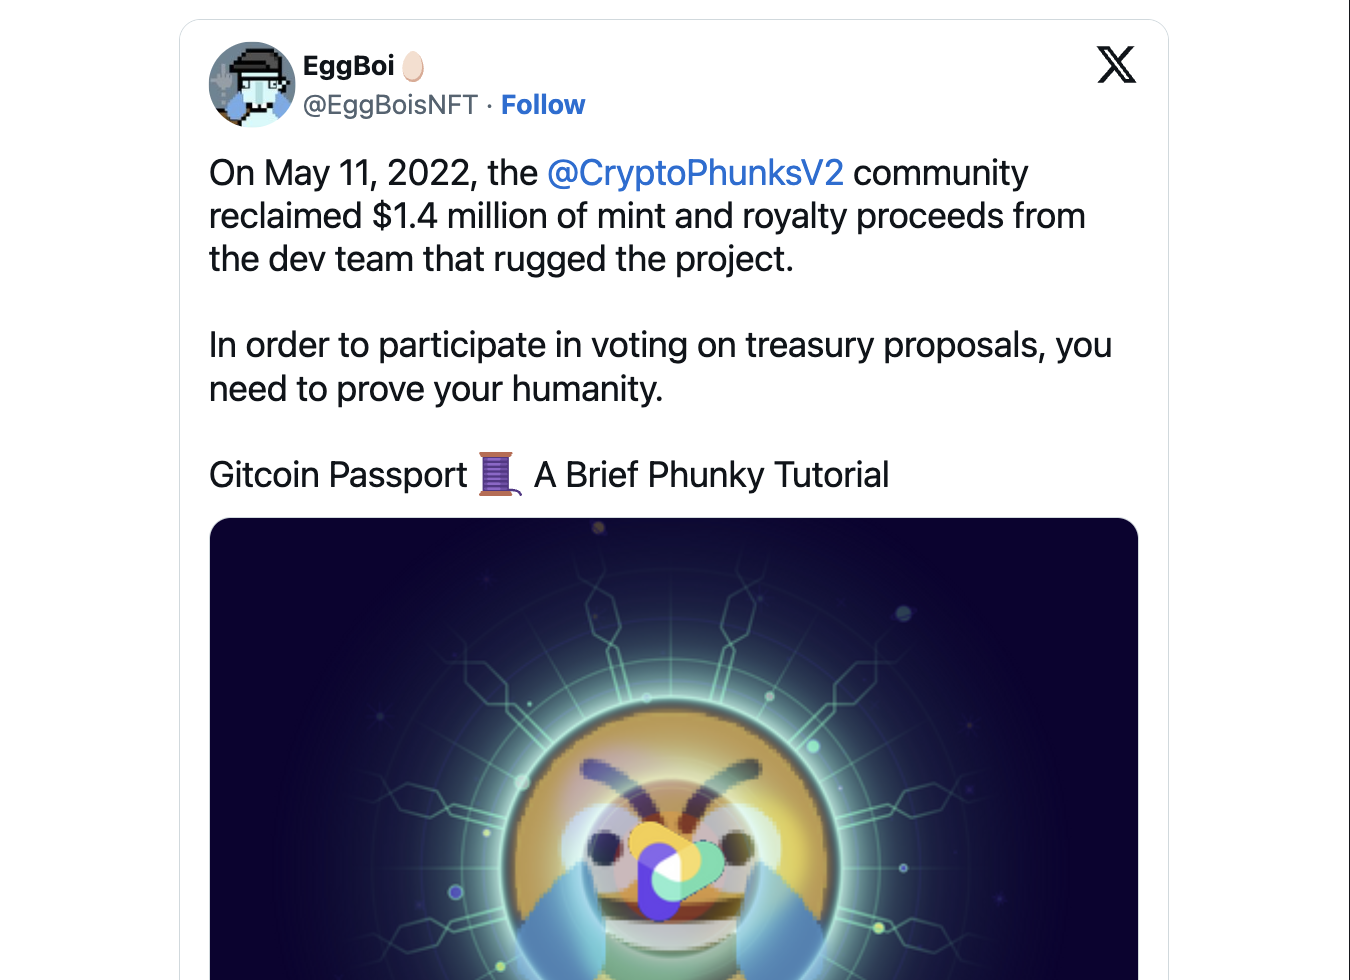 EggBoi🥚
@EggBoisNFT · Follow
On May 11, 2022, the @CryptoPhunksV2 community
reclaimed $1.4 million of mint and royalty proceeds from
the dev team that rugged the project.
In order to participate in voting on treasury proposals, you
need to prove your humanity.
Gitcoin Passport 🧵 A Brief Phunky Tutorial